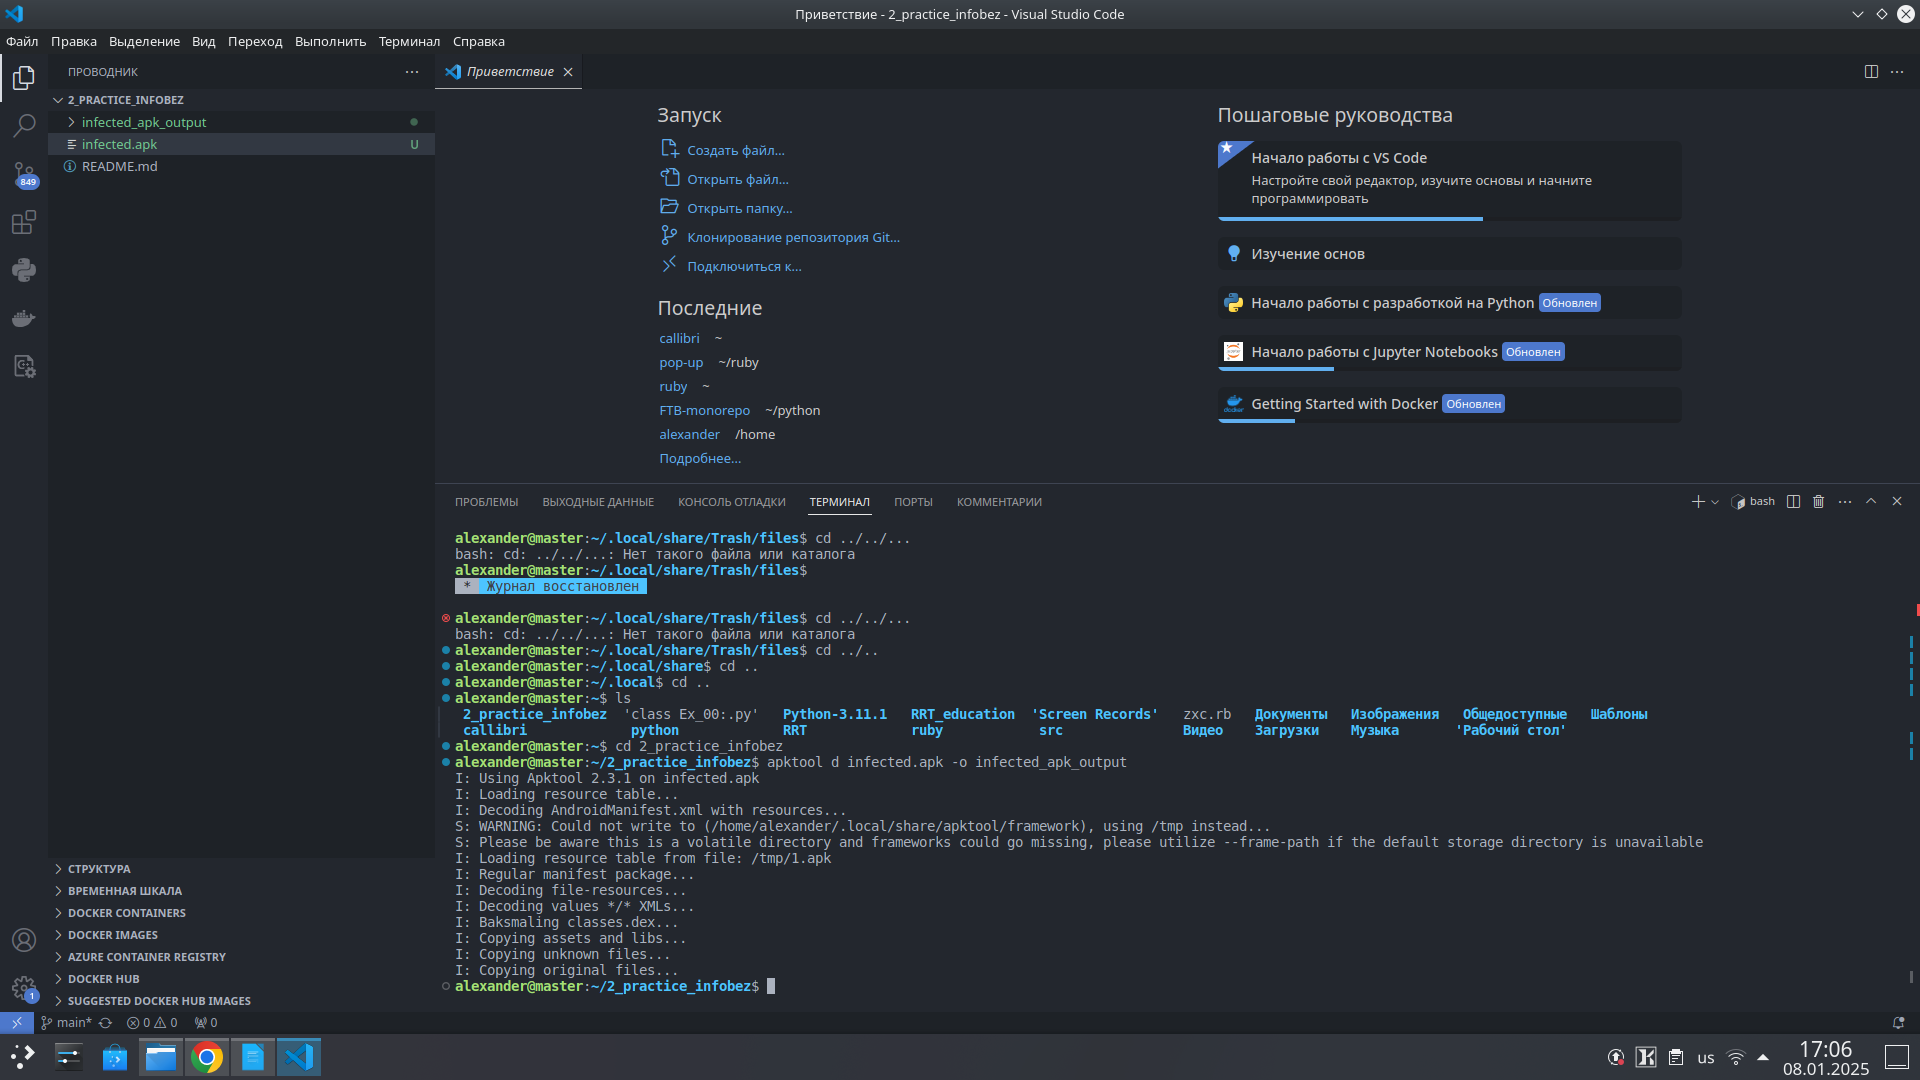 Приветствие - 2_practice_infobez - Visual Studio Code
Файл Правка Выделение Вид Переход Выполнить Терминал Справка
ПРОВОДНИК
2_PRACTICE_INFOBEZ
infected_apk_output
infected.apk U
README.md
849
СТРУКТУРА
ВРЕМЕННАЯ ШКАЛА
DOCKER CONTAINERS
DOCKER IMAGES
AZURE CONTAINER REGISTRY
DOCKER HUB
SUGGESTED DOCKER HUB IMAGES
1
Приветствие
Запуск
Создать файл...
Открыть файл...
Открыть папку...
Клонирование репозитория Git...
Подключиться к...
Последние
callibri ~
pop-up ~/ruby
ruby ~
FTB-monorepo ~/python
alexander /home
Подробнее...
Пошаговые руководства
Начало работы с VS Code
Настройте свой редактор, изучите основы и начните
программировать
Изучение основ
Начало работы с разработкой на Python Обновлен
Начало работы с Jupyter Notebooks Обновлен
Getting Started with Docker Обновлен
ПРОБЛЕМЫ ВЫХОДНЫЕ ДАННЫЕ КОНСОЛЬ ОТЛАДКИ ТЕРМИНАЛ ПОРТЫ КОММЕНТАРИИ
bash
alexander@master:~/.local/share/Trash/files$ cd ../../...
bash: cd: ../../...: Нет такого файла или каталога
alexander@master:~/.local/share/Trash/files$
* Журнал восстановлен
alexander@master:~/.local/share/Trash/files$ cd ../../...
bash: cd: ../../...: Нет такого файла или каталога
alexander@master:~/.local/share/Trash/files$ cd ../..
alexander@master:~/.local/share$ cd ..
alexander@master:~/.local$ cd ..
alexander@master:~$ ls
2_practice_infobez 'class Ex_00:.py' Python-3.11.1 RRT_education 'Screen Records' zxc.rb Документы Изображения Общедоступные Шаблоны
callibri python RRT ruby src Видео Загрузки Музыка 'Рабочий стол'
alexander@master:~$ cd 2_practice_infobez
alexander@master:~/2_practice_infobez$ apktool d infected.apk -o infected_apk_output
I: Using Apktool 2.3.1 on infected.apk
I: Loading resource table...
I: Decoding AndroidManifest.xml with resources...
S: WARNING: Could not write to (/home/alexander/.local/share/apktool/framework), using /tmp instead...
S: Please be aware this is a volatile directory and frameworks could go missing, please utilize --frame-path if the default storage directory is unavailable
I: Loading resource table from file: /tmp/1.apk
I: Regular manifest package...
I: Decoding file-resources...
I: Decoding values */* XMLs...
I: Baksmaling classes.dex...
I: Copying assets and libs...
I: Copying unknown files...
I: Copying original files...
alexander@master:~/2_practice_infobez$
main* 0 0 0
us 17:06
08.01.2025